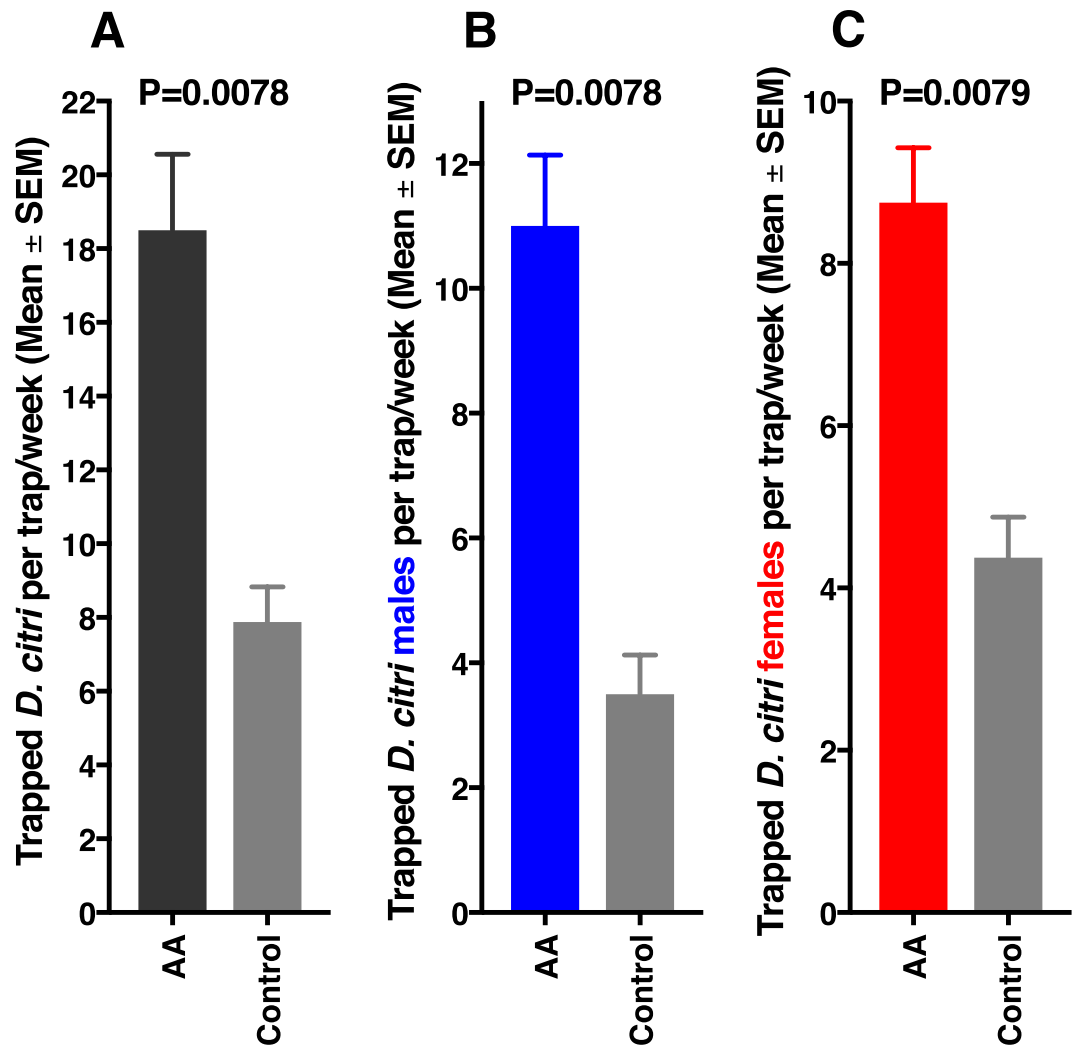 A
P=0.0078
Trapped D. citri per trap/week (Mean ± SEM)
22
20
18
16
14
12
10
8
6
4
2
0
AA
Control
B
P=0.0078
Trapped D. citri males per trap/week (Mean ± SEM)
12
10
8
6
4
2
0
AA
Control
C
P=0.0079
Trapped D. citri females per trap/week (Mean ± SEM)
10
8
6
4
2
0
AA
Control